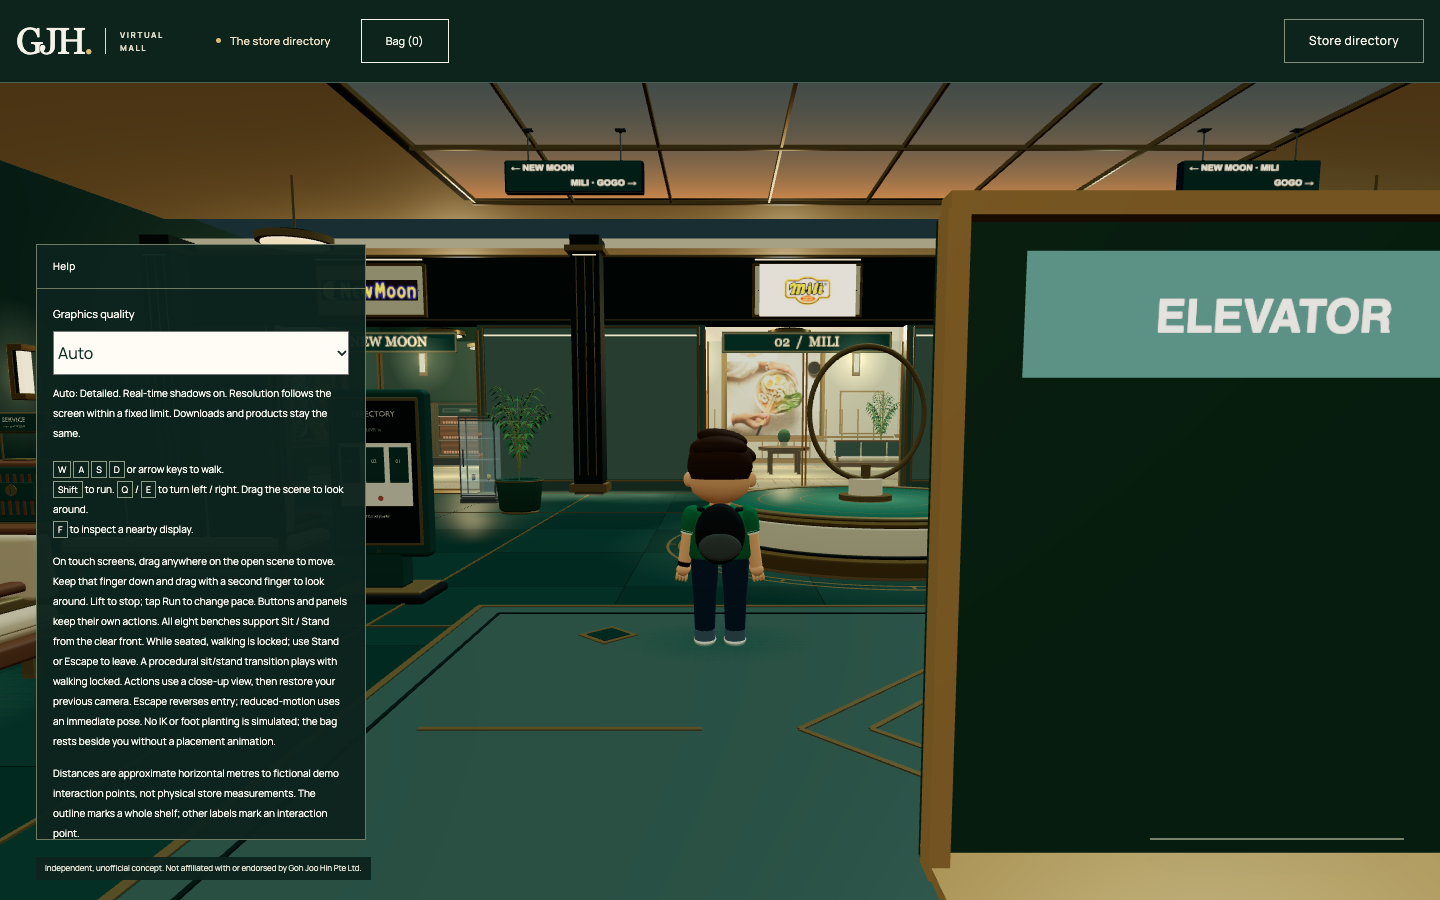 GJH.
VIRTUAL
MALL
The store directory
Bag (0)
Store directory
← NEW MOON
MILI · GOGO →
← NEW MOON · MILI
GOGO →
Help
wMoon
mili
Graphics quality
Auto
EW MOON
02 / MILI
ELEVATOR
Auto: Detailed. Real-time shadows on. Resolution follows the
screen within a fixed limit. Downloads and products stay the
same.
ECTORY
SERVICE
W A S D or arrow keys to walk.
Shift to run. Q / E to turn left / right. Drag the scene to look
around.
F to inspect a nearby display.
On touch screens, drag anywhere on the open scene to move.
Keep that finger down and drag with a second finger to look
around. Lift to stop; tap Run to change pace. Buttons and panels
keep their own actions. All eight benches support Sit / Stand
from the clear front. While seated, walking is locked; use Stand
or Escape to leave. A procedural sit/stand transition plays with
walking locked. Actions use a close-up view, then restore your
previous camera. Escape reverses entry; reduced-motion uses
an immediate pose. No IK or foot planting is simulated; the bag
rests beside you without a placement animation.
Distances are approximate horizontal metres to fictional demo
interaction points, not physical store measurements. The
outline marks a whole shelf; other labels mark an interaction
point.
Independent, unofficial concept. Not affiliated with or endorsed by Goh Joo Hin Pte Ltd.